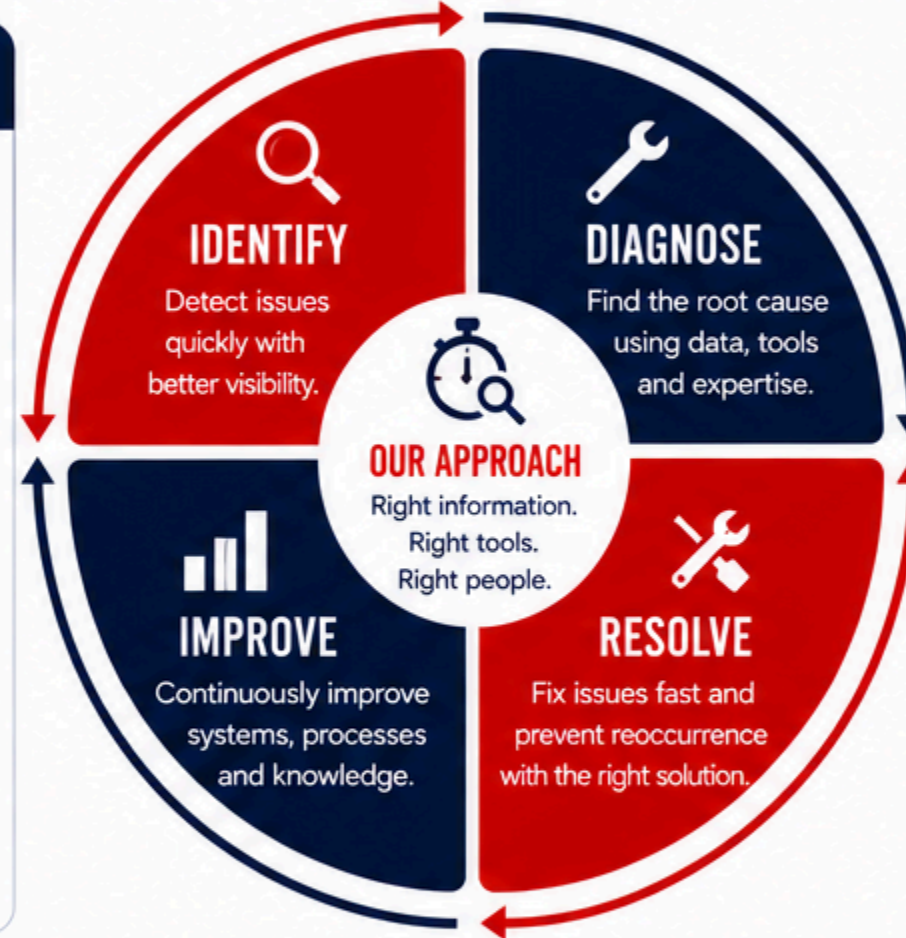 IDENTIFY
Detect issues
quickly with
better visibility.
DIAGNOSE
Find the root cause
using data, tools
and expertise.
OUR APPROACH
Right information.
Right tools.
Right people.
IMPROVE
Continuously improve
systems, processes
and knowledge.
RESOLVE
Fix issues fast and
prevent reoccurrence
with the right solution.